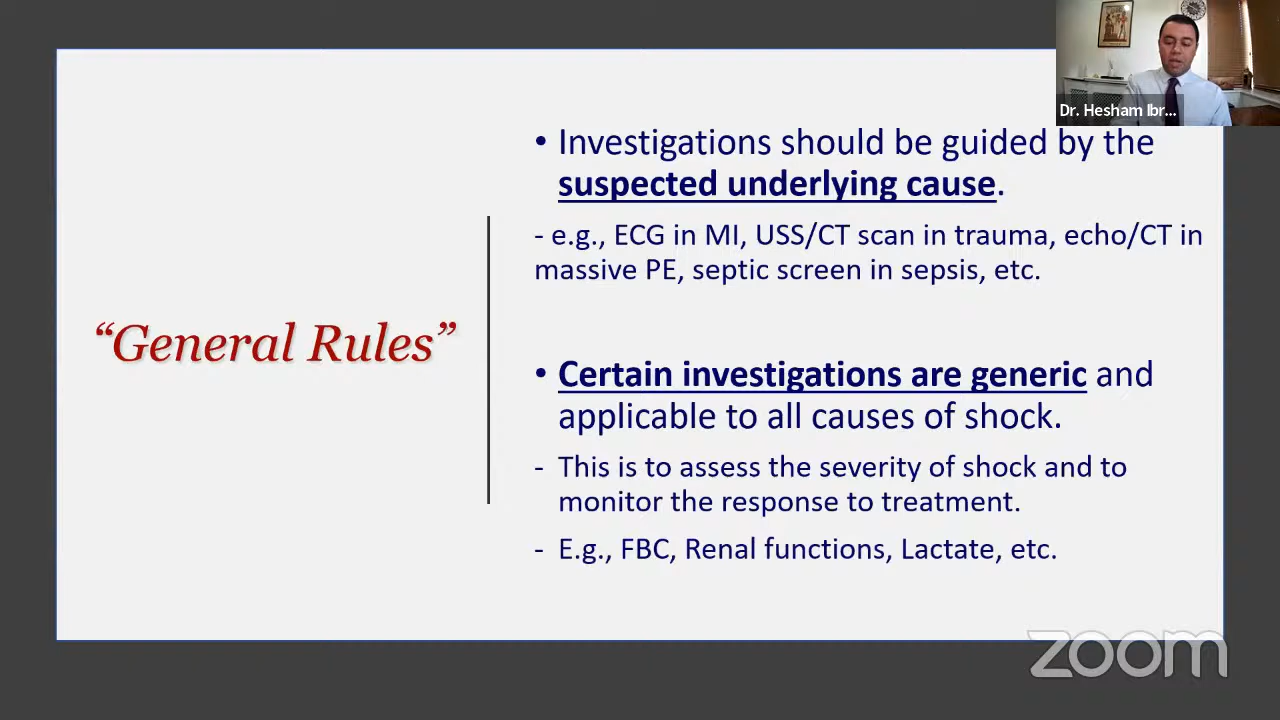 Dr. Hesham Ibr...
“General Rules”
• Investigations should be guided by the
suspected underlying cause.
- e.g., ECG in MI, USS/CT scan in trauma, echo/CT in
massive PE, septic screen in sepsis, etc.
• Certain investigations are generic and
applicable to all causes of shock.
- This is to assess the severity of shock and to
monitor the response to treatment.
- E.g., FBC, Renal functions, Lactate, etc.
zoom